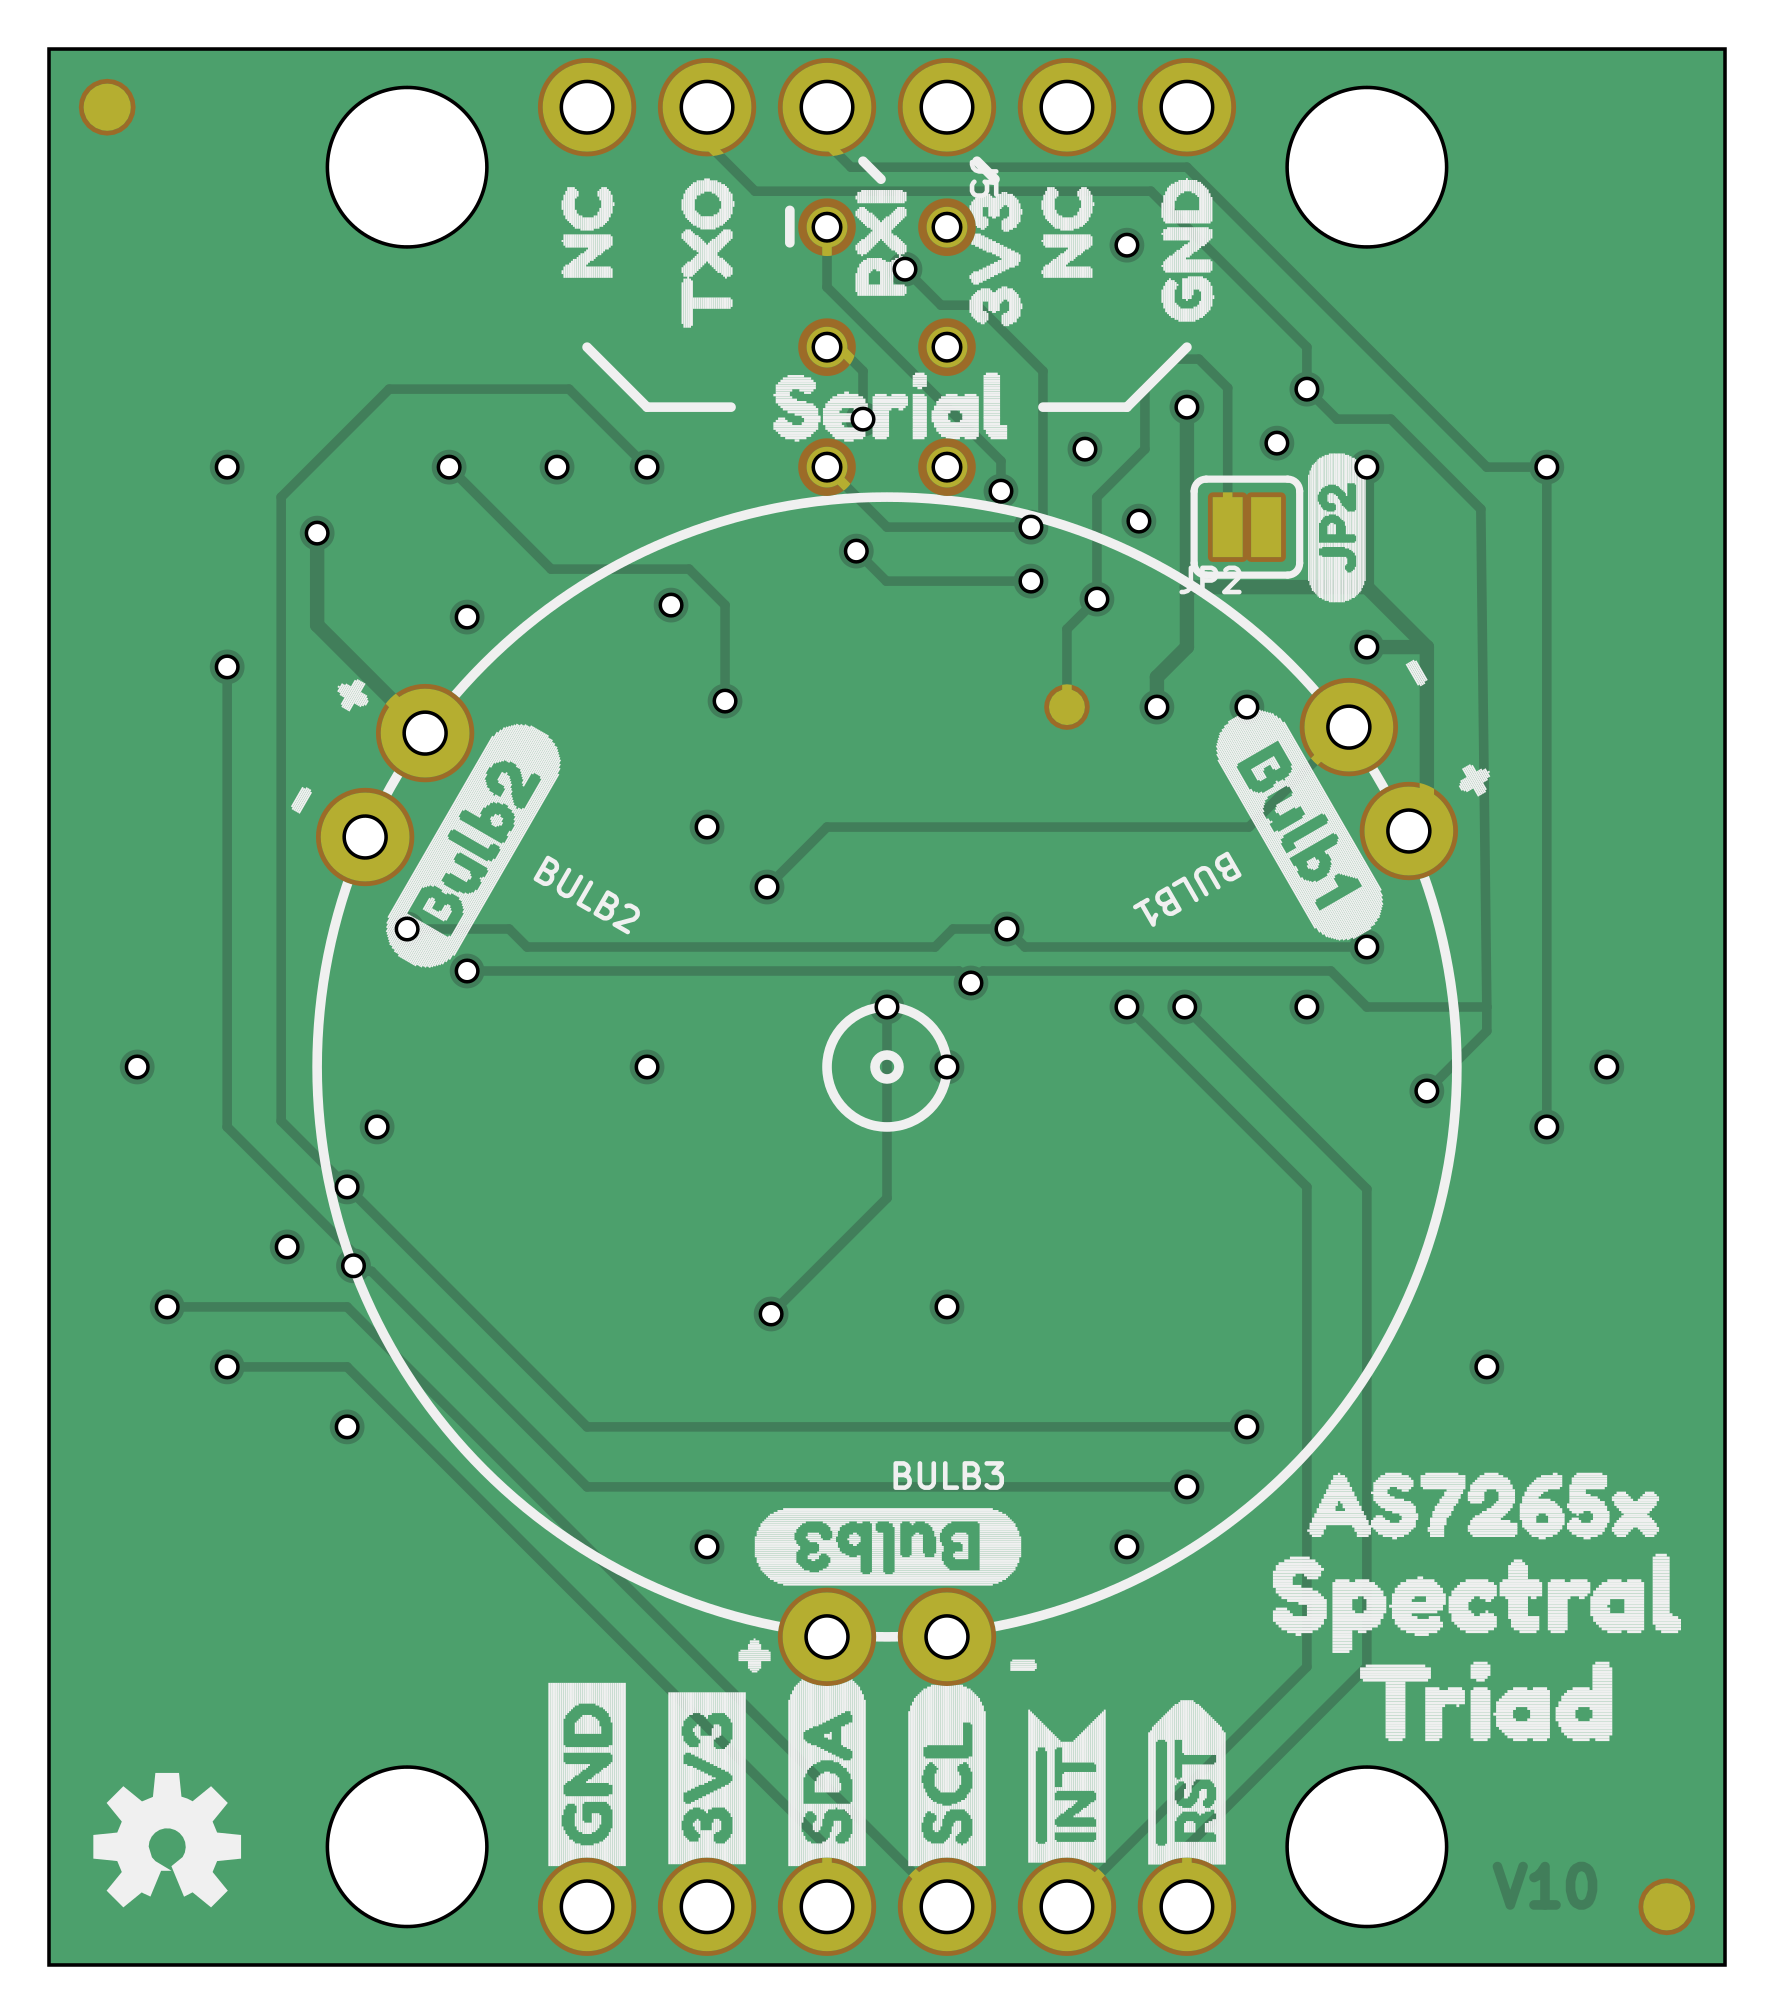 NC
TXO
RXI
3V3
NC
GND
Serial
JP2
JP2
Bulb2
BULB2
Bulb1
BULB1
BULB3
Bulb3
AS7265x
Spectral
Triad
+
-
+
-
+
-
GND
3V3
SDA
SCL
INT
RST
V10